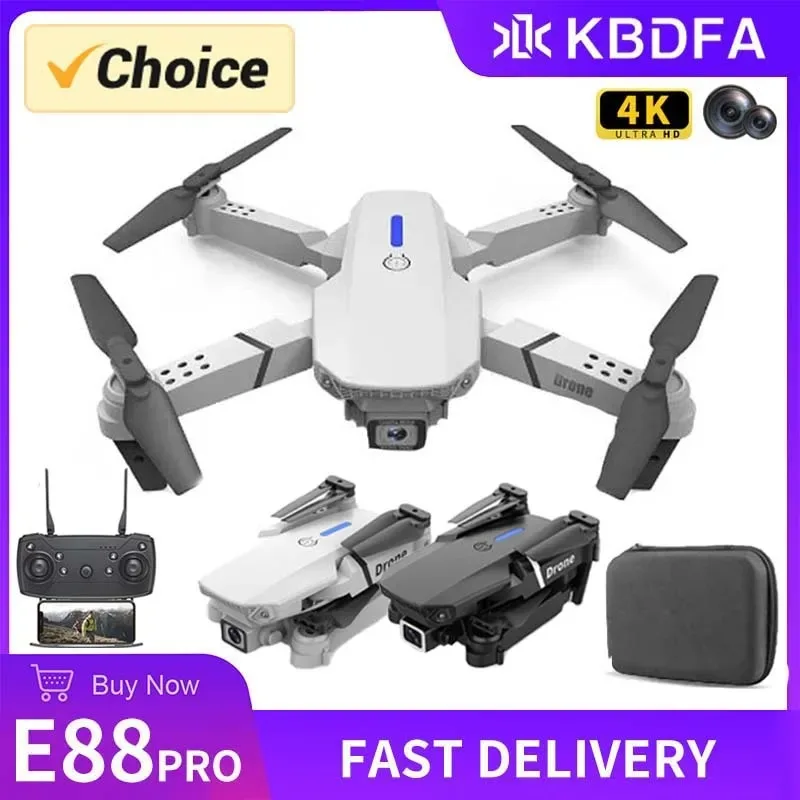 Choice
KBDFA
4K
ULTRA HD
Drone
Drone
Drone
Buy Now
E88PRO
FAST DELIVERY